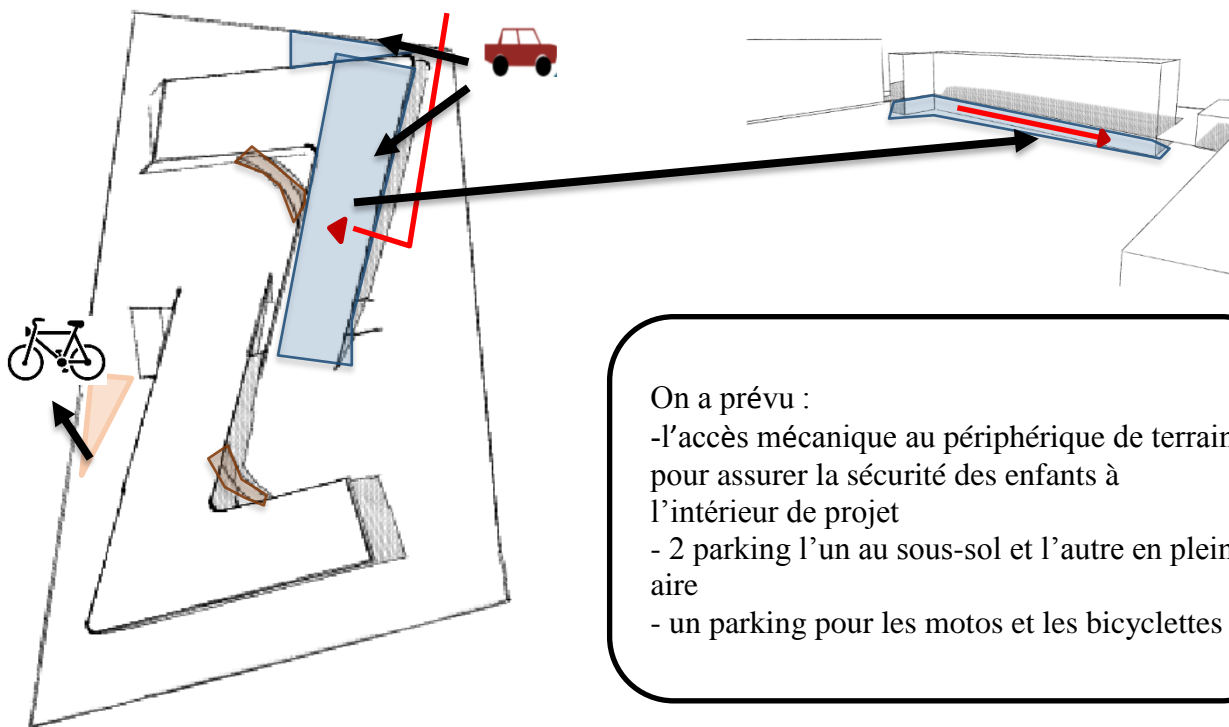 On a prévu :
-l'accès mécanique au périphérique de terrain
pour assurer la sécurité des enfants à
l'intérieur de projet
- 2 parking l'un au sous-sol et l'autre en plein
aire
- un parking pour les motos et les bicyclettes